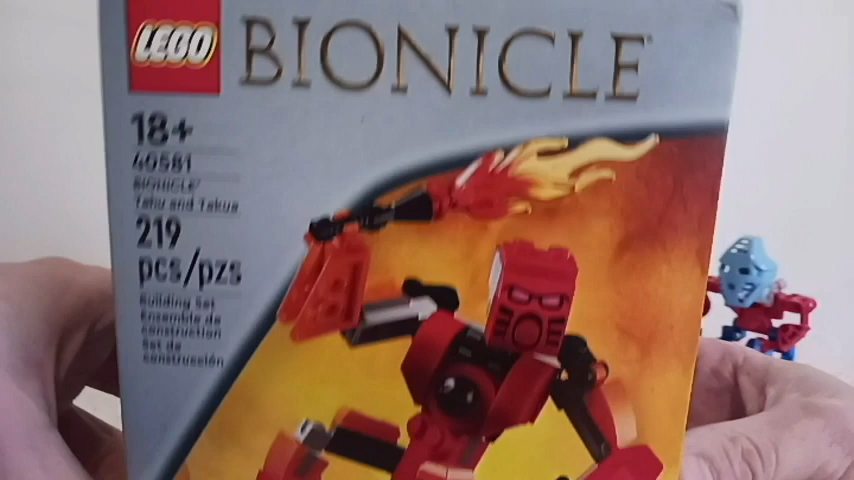 LEGO
BIONICLE
18+
40581
BIONICLE
Tahu and Takua
219
pcs/pzs
Building Set
Ensemble de
construction
Set de
construcción